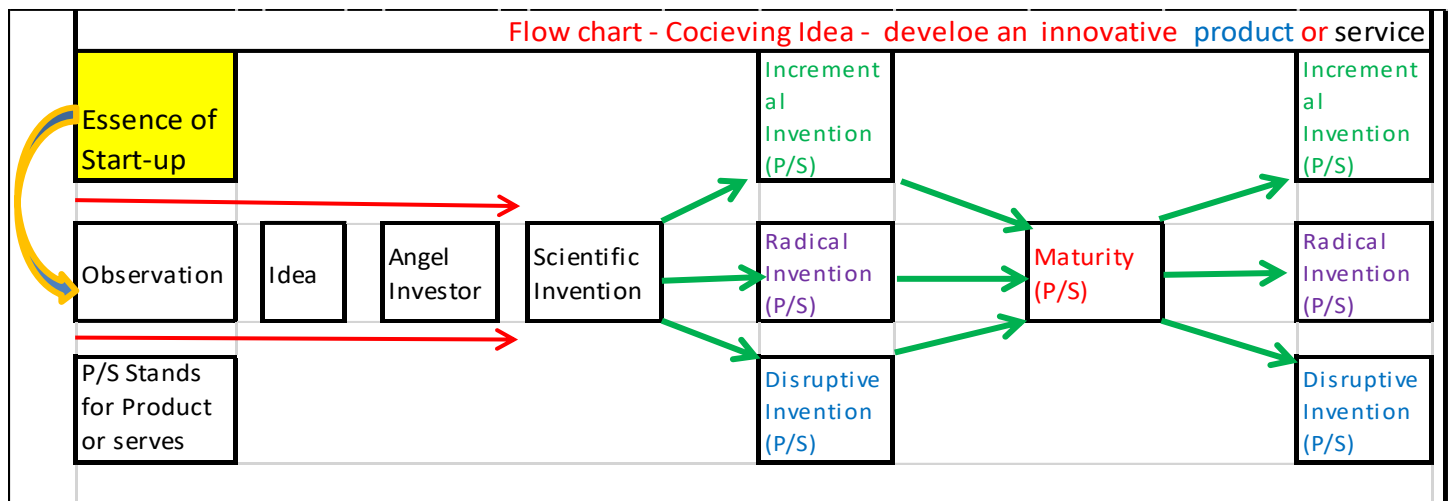 Flow chart - Cocieving Idea - develoe an innovative product or service
Essence of
Start-up
Increment
al
Invention
(P/S)
Increment
al
Invention
(P/S)
Observation
Idea
Angel
Investor
Scientific
Invention
Radical
Invention
(P/S)
Maturity
(P/S)
Radical
Invention
(P/S)
P/S Stands
for Product
or serves
Disruptive
Invention
(P/S)
Disruptive
Invention
(P/S)